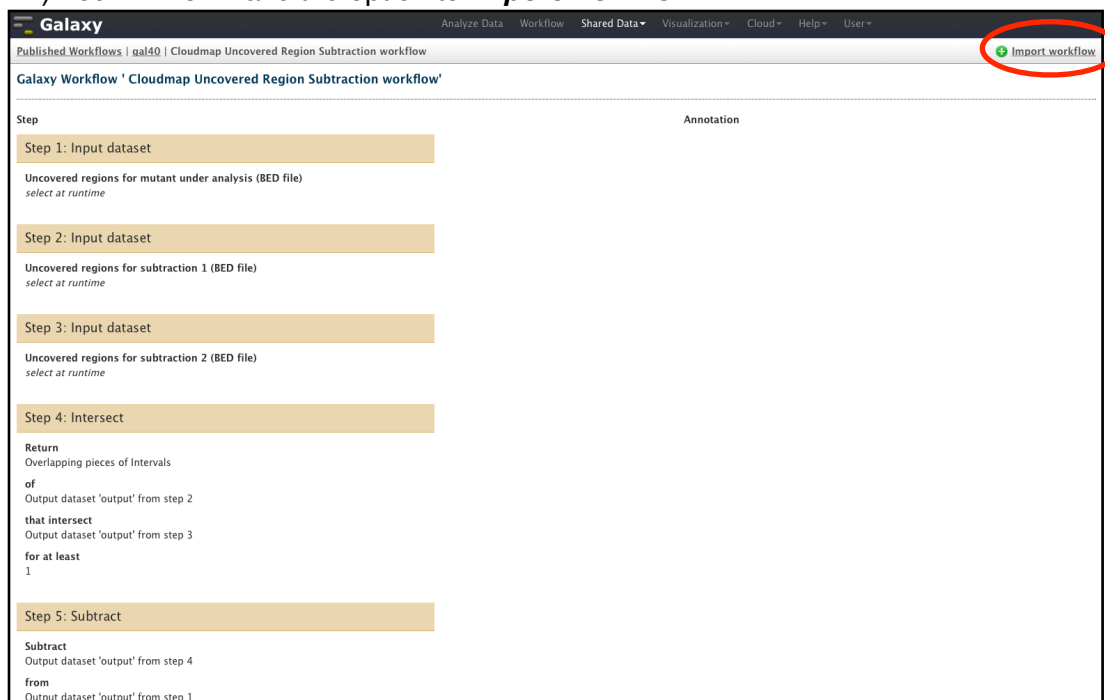 Galaxy
Analyze Data Workflow Shared Data Visualization Cloud Help User
Published Workflows | gal40 | Cloudmap Uncovered Region Subtraction workflow
Import workflow
Galaxy Workflow ' Cloudmap Uncovered Region Subtraction workflow'
Step
Annotation
Step 1: Input dataset
Uncovered regions for mutant under analysis (BED file)
select at runtime
Step 2: Input dataset
Uncovered regions for subtraction 1 (BED file)
select at runtime
Step 3: Input dataset
Uncovered regions for subtraction 2 (BED file)
select at runtime
Step 4: Intersect
Return
Overlapping pieces of Intervals
of
Output dataset 'output' from step 2
that intersect
Output dataset 'output' from step 3
for at least
1
Step 5: Subtract
Subtract
Output dataset 'output' from step 4
from
Output dataset 'output' from step 1